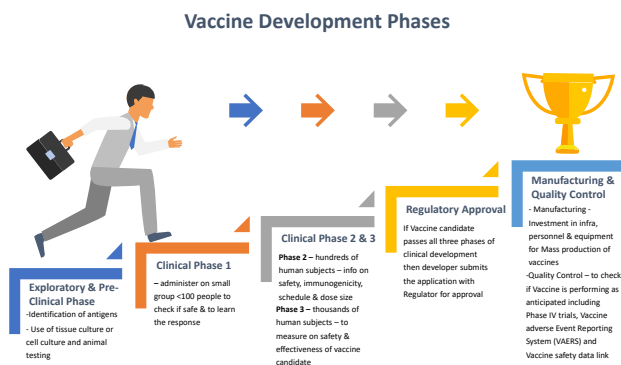 Vaccine Development Phases
Exploratory & Pre-
Clinical Phase
-Identification of antigens
- Use of tissue culture or
cell culture and animal
testing
Clinical Phase 1
– administer on small
group <100 people to
check if safe & to learn
the response
Clinical Phase 2 & 3
Phase 2 – hundreds of
human subjects – info on
safety, immunogenicity,
schedule & dose size
Phase 3 – thousands of
human subjects – to
measure on safety &
effectiveness of vaccine
candidate
Regulatory Approval
If Vaccine candidate
passes all three phases of
clinical development
then developer submits
the application with
Regulator for approval
Manufacturing &
Quality Control
- Manufacturing -
Investment in infra,
personnel & equipment
for Mass production of
vaccines
-Quality Control – to check
if Vaccine is performing as
anticipated including
Phase IV trials, Vaccine
adverse Event Reporting
System (VAERS) and
Vaccine safety data link